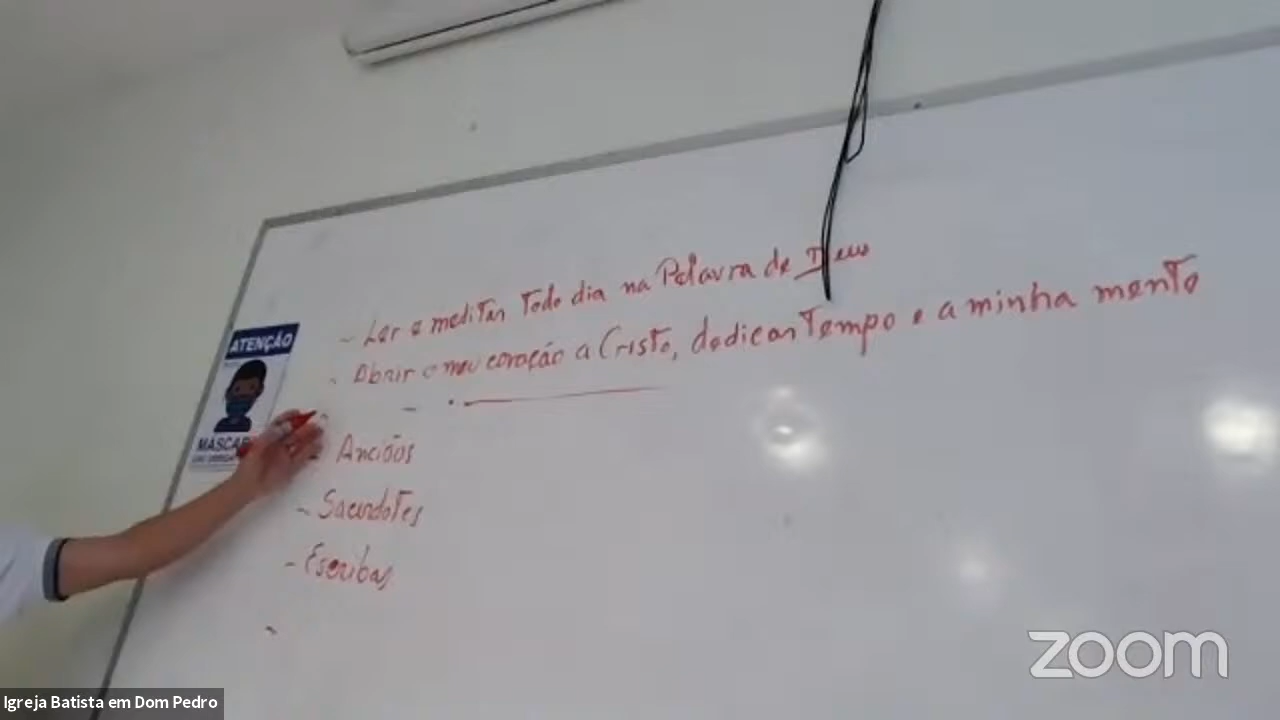 - Ler e meditar todo dia na Palavra de Deus
- Abrir o meu coração a Cristo, dedicar tempo e a minha mente
Anciãos
- Sacerdotes
- Escribas
ATENÇÃO
zoom
Igreja Batista em Dom Pedro